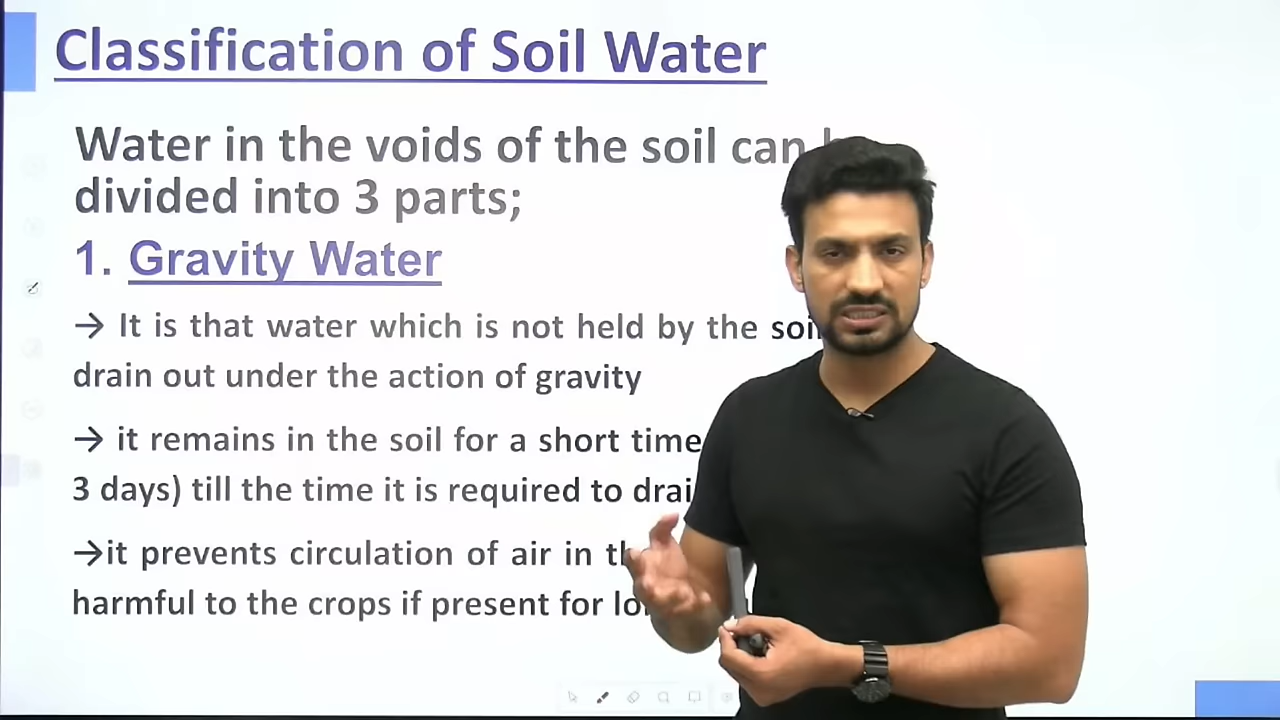 Classification of Soil Water
Water in the voids of the soil can
divided into 3 parts;
1. Gravity Water
→ It is that water which is not held by the soil
drain out under the action of gravity
→ it remains in the soil for a short time
3 days) till the time it is required to
→it prevents circulation of air in
harmful to the crops if present for